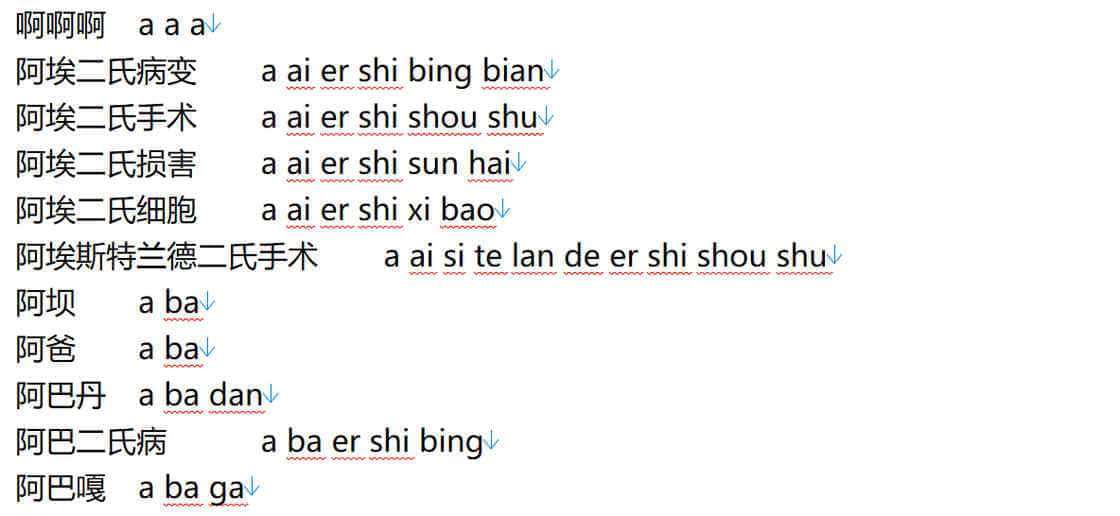 啊啊啊 a a a↓
阿埃二氏病变 a ai er shi bing bian↓
阿埃二氏手术 a ai er shi shou shu↓
阿埃二氏损害 a ai er shi sun hai↓
阿埃二氏细胞 a ai er shi xi bao↓
阿埃斯特兰德二氏手术 a ai si te lan de er shi shou shu↓
阿坝 a ba↓
阿爸 a ba↓
阿巴丹 a ba dan↓
阿巴二氏病 a ba er shi bing↓
阿巴嘎 a ba ga↓